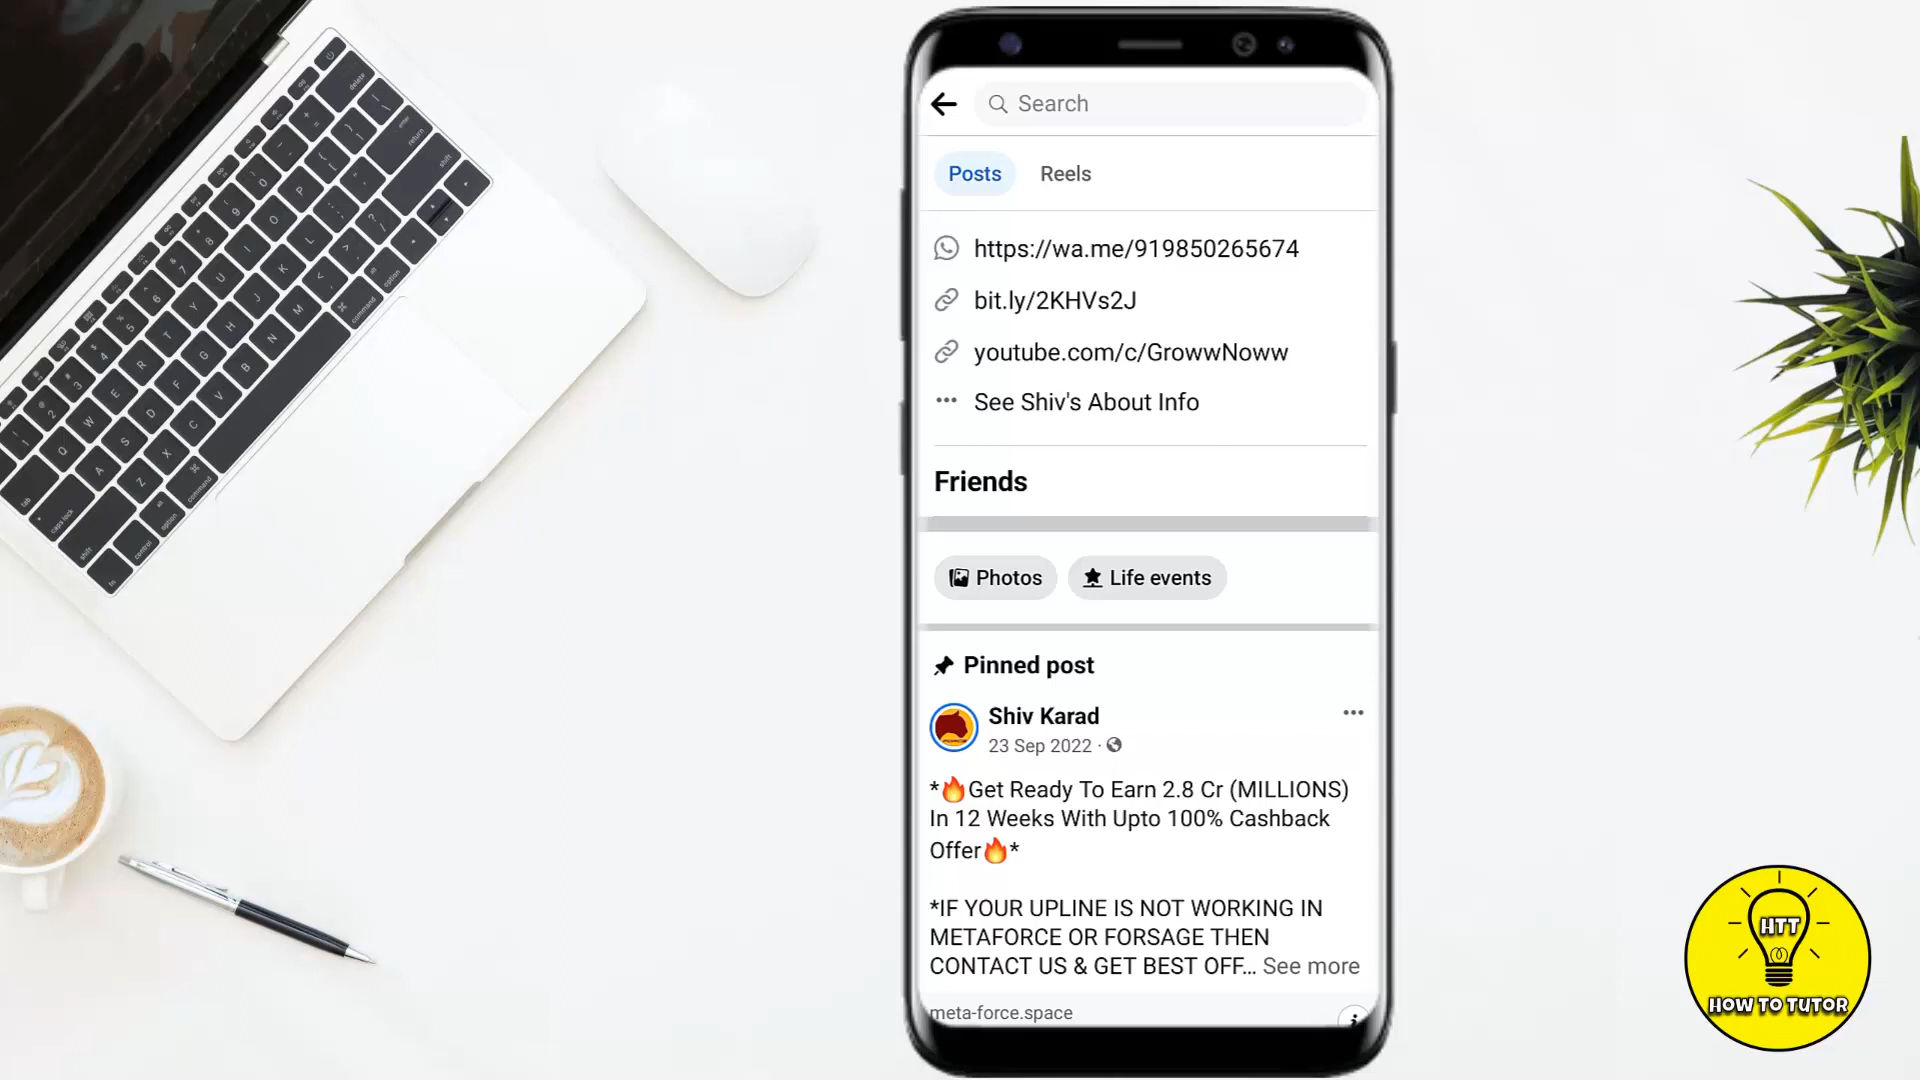 Search
Posts Reels
https://wa.me/919850265674
bit.ly/2KHVs2J
youtube.com/c/GrowwNoww
See Shiv's About Info
Friends
Photos Life events
Pinned post
Shiv Karad
23 Sep 2022 ·
*🔥Get Ready To Earn 2.8 Cr (MILLIONS)
In 12 Weeks With Upto 100% Cashback
Offer🔥*
*IF YOUR UPLINE IS NOT WORKING IN
METAFORCE OR FORSAGE THEN
CONTACT US & GET BEST OFF... See more
meta-force.space
HTT
HOW TO TUTOR